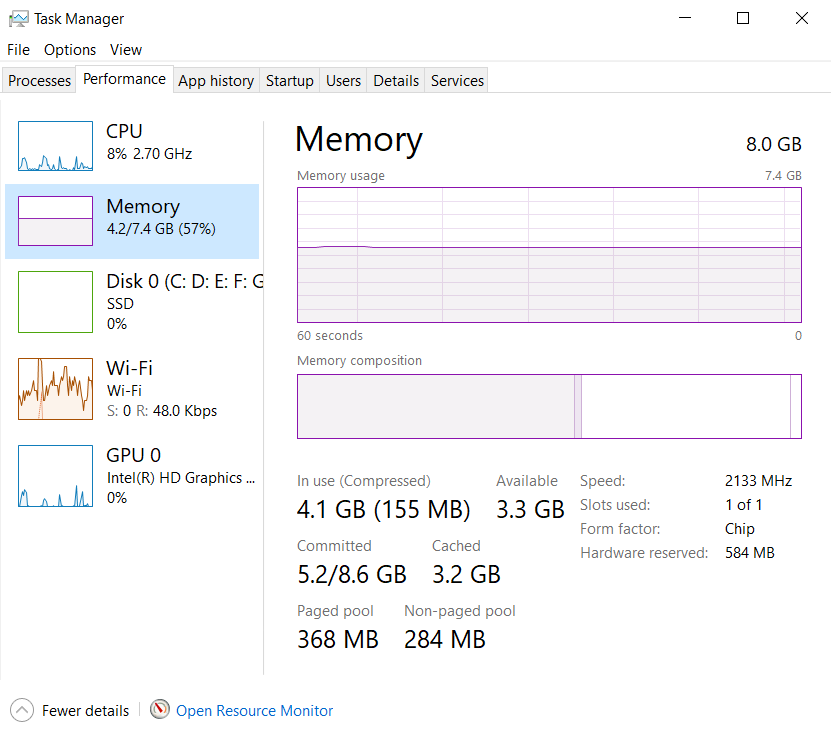 Task Manager
File Options View
Processes Performance App history Startup Users Details Services
CPU
8% 2.70 GHz
Memory
4.2/7.4 GB (57%)
Disk 0 (C: D: E: F: G
SSD
0%
Wi-Fi
Wi-Fi
S: 0 R: 48.0 Kbps
GPU 0
Intel(R) HD Graphics ...
0%
Memory 8.0 GB
Memory usage 7.4 GB
60 seconds 0
Memory composition
In use (Compressed) Available
4.1 GB (155 MB) 3.3 GB
Committed Cached
5.2/8.6 GB 3.2 GB
Paged pool Non-paged pool
368 MB 284 MB
Speed: 2133 MHz
Slots used: 1 of 1
Form factor: Chip
Hardware reserved: 584 MB
Fewer details Open Resource Monitor